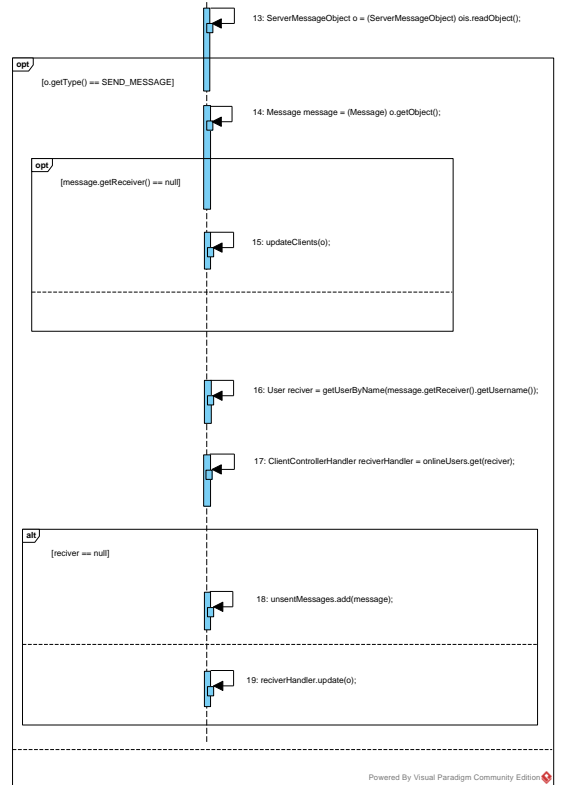 13: ServerMessageObject o = (ServerMessageObject) ois.readObject();
opt
[o.getType() == SEND_MESSAGE]
14: Message message = (Message) o.getObject();
opt
[message.getReceiver() == null]
15: updateClients(o);
16: User reciver = getUserByName(message.getReceiver().getUsername());
17: ClientControllerHandler reciverHandler = onlineUsers.get(reciver);
alt
[reciver == null]
18: unsentMessages.add(message);
19: reciverHandler.update(o);
Powered By Visual Paradigm Community Edition